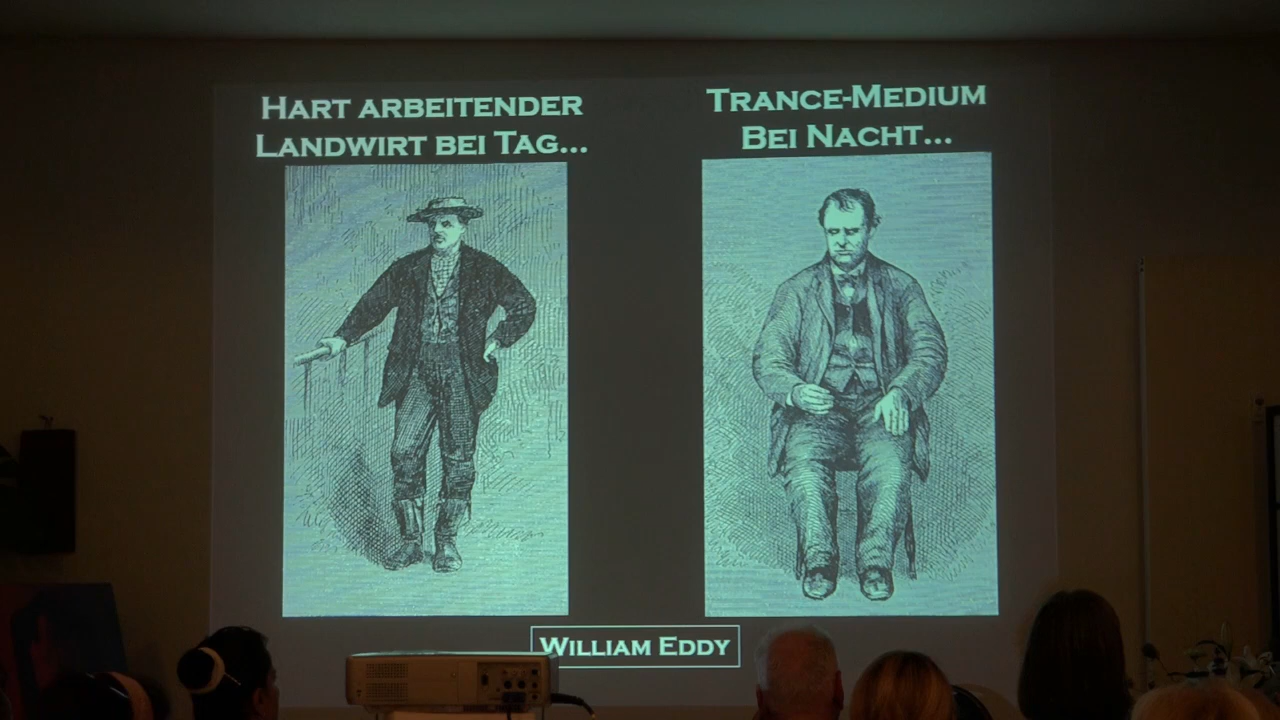 HART ARBEITENDER
LANDWIRT BEI TAG...
TRANCE-MEDIUM
BEI NACHT...
WILLIAM EDDY